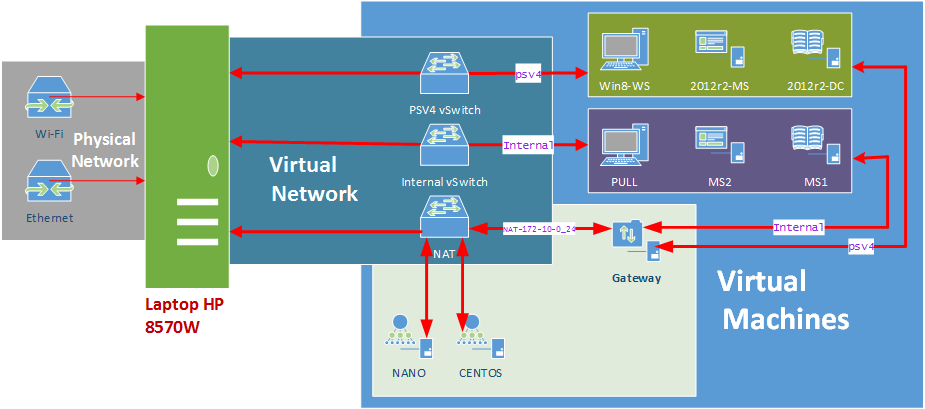 Wi-Fi
Physical
Network
Ethernet
Laptop HP
8570W
Virtual
Network
PSV4 vSwitch
Internal vSwitch
NAT
psv4
Internal
NAT-172-10-0_24
Win8-WS
2012r2-MS
2012r2-DC
PULL
MS2
MS1
Gateway
Internal
psv4
Virtual
Machines
NANO
CENTOS